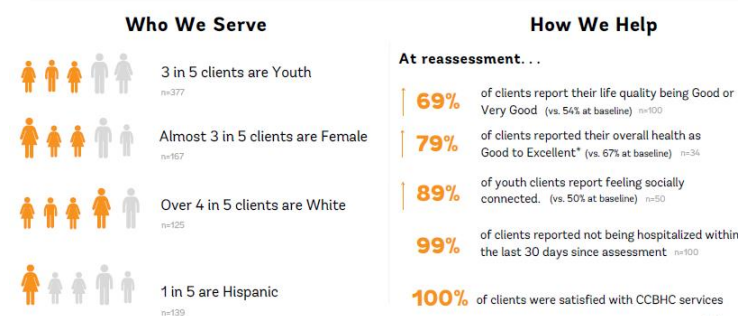 Who We Serve
3 in 5 clients are Youth
n=377
Almost 3 in 5 clients are Female
n=167
Over 4 in 5 clients are White
n=125
1 in 5 are Hispanic
n=139
How We Help
At reassessment. . .
69% of clients report their life quality being Good or
Very Good (vs. 54% at baseline) n=100
79% of clients reported their overall health as
Good to Excellent* (vs. 67% at baseline) n=34
89% of youth clients report feeling socially
connected. (vs. 50% at baseline) n=50
99% of clients reported not being hospitalized within
the last 30 days since assessment n=100
100% of clients were satisfied with CCBHC services